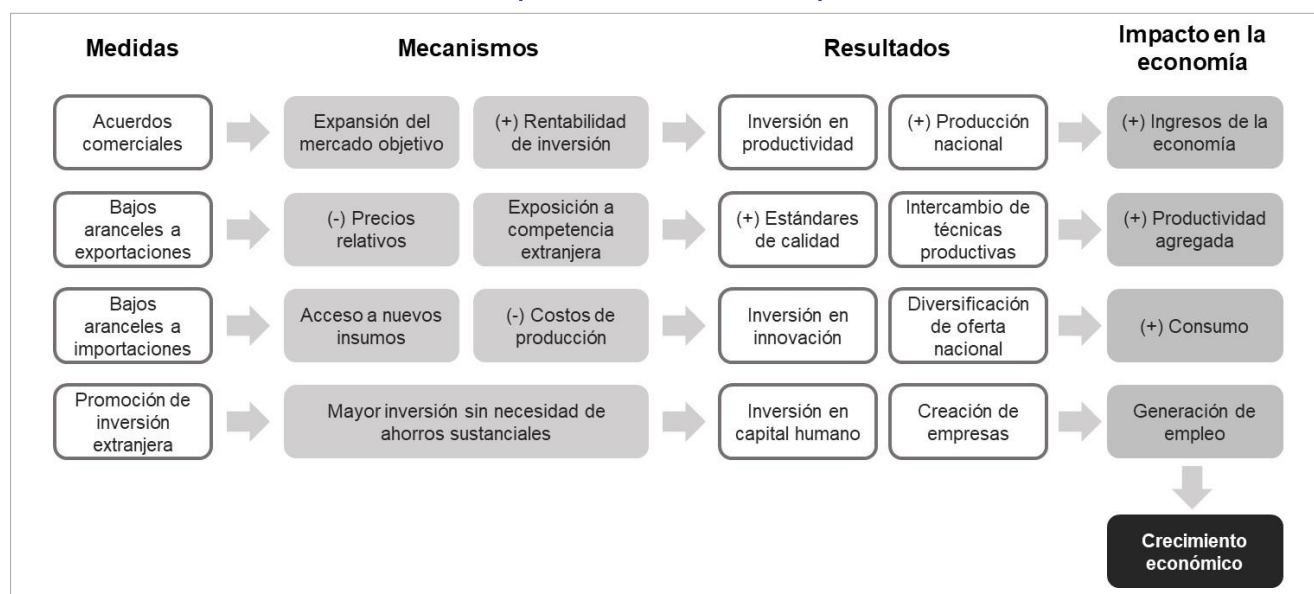 Medidas
Mecanismos
Resultados
Impacto en la
economía
Acuerdos
comerciales
Expansión del
mercado objetivo
(+) Rentabilidad
de inversión
Inversión en
productividad
(+) Producción
nacional
(+) Ingresos de la
economía
Bajos
aranceles a
exportaciones
(-) Precios
relativos
Exposición a
competencia
extranjera
(+) Estándares
de calidad
Intercambio de
técnicas
productivas
(+) Productividad
agregada
Bajos
aranceles a
importaciones
Acceso a nuevos
insumos
(-) Costos de
producción
Inversión en
innovación
Diversificación
de oferta
nacional
(+) Consumo
Promoción de
inversión
extranjera
Mayor inversión sin necesidad de
ahorros sustanciales
Inversión en
capital humano
Creación de
empresas
Generación de
empleo
Crecimiento
económico